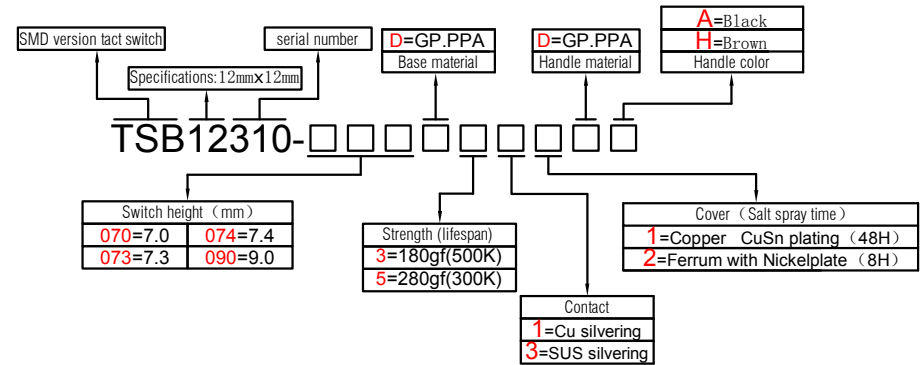 A=Black
H=Brown
Handle color
SMD version tact switch
serial number
D=GP.PPA
Base material
D=GP.PPA
Handle material
Specifications:12mm×12mm
TSB12310-□□□□□□□□□
Switch height（mm）
070=7.0 074=7.4
073=7.3 090=9.0
Strength (lifespan)
3=180gf(500K)
5=280gf(300K)
Cover（Salt spray time）
1=Copper CuSn plating（48H）
2=Ferrum with Nickelplate（8H）
Contact
1=Cu silvering
3=SUS silvering